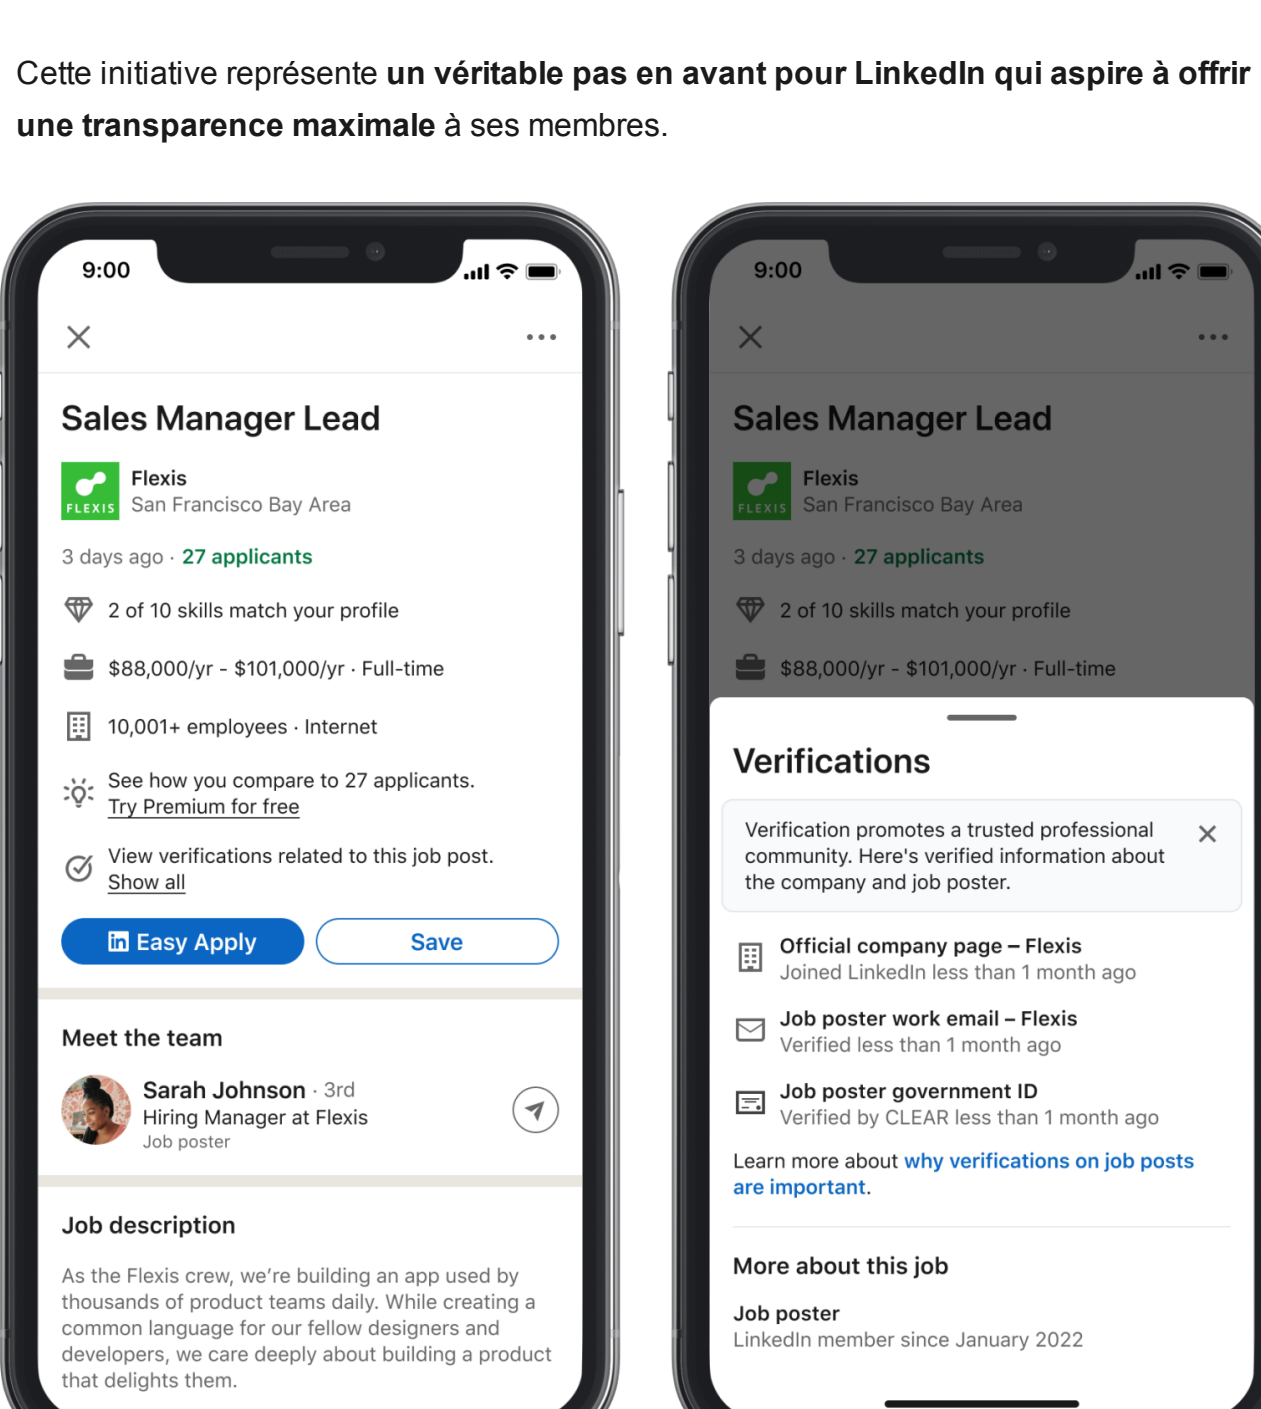 Cette initiative représente un véritable pas en avant pour LinkedIn qui aspire à offrir
une transparence maximale à ses membres.
9:00
Sales Manager Lead
FLEXIS
Flexis
San Francisco Bay Area
3 days ago · 27 applicants
2 of 10 skills match your profile
$88,000/yr - $101,000/yr · Full-time
10,001+ employees · Internet
See how you compare to 27 applicants.
Try Premium for free
View verifications related to this job post.
Show all
in Easy Apply
Save
Meet the team
Sarah Johnson · 3rd
Hiring Manager at Flexis
Job poster
Job description
As the Flexis crew, we’re building an app used by
thousands of product teams daily. While creating a
common language for our fellow designers and
developers, we care deeply about building a product
that delights them.
9:00
Sales Manager Lead
FLEXIS
Flexis
San Francisco Bay Area
3 days ago · 27 applicants
2 of 10 skills match your profile
$88,000/yr - $101,000/yr · Full-time
Verifications
Verification promotes a trusted professional
community. Here's verified information about
the company and job poster.
Official company page – Flexis
Joined LinkedIn less than 1 month ago
Job poster work email – Flexis
Verified less than 1 month ago
Job poster government ID
Verified by CLEAR less than 1 month ago
Learn more about why verifications on job posts
are important.
More about this job
Job poster
LinkedIn member since January 2022